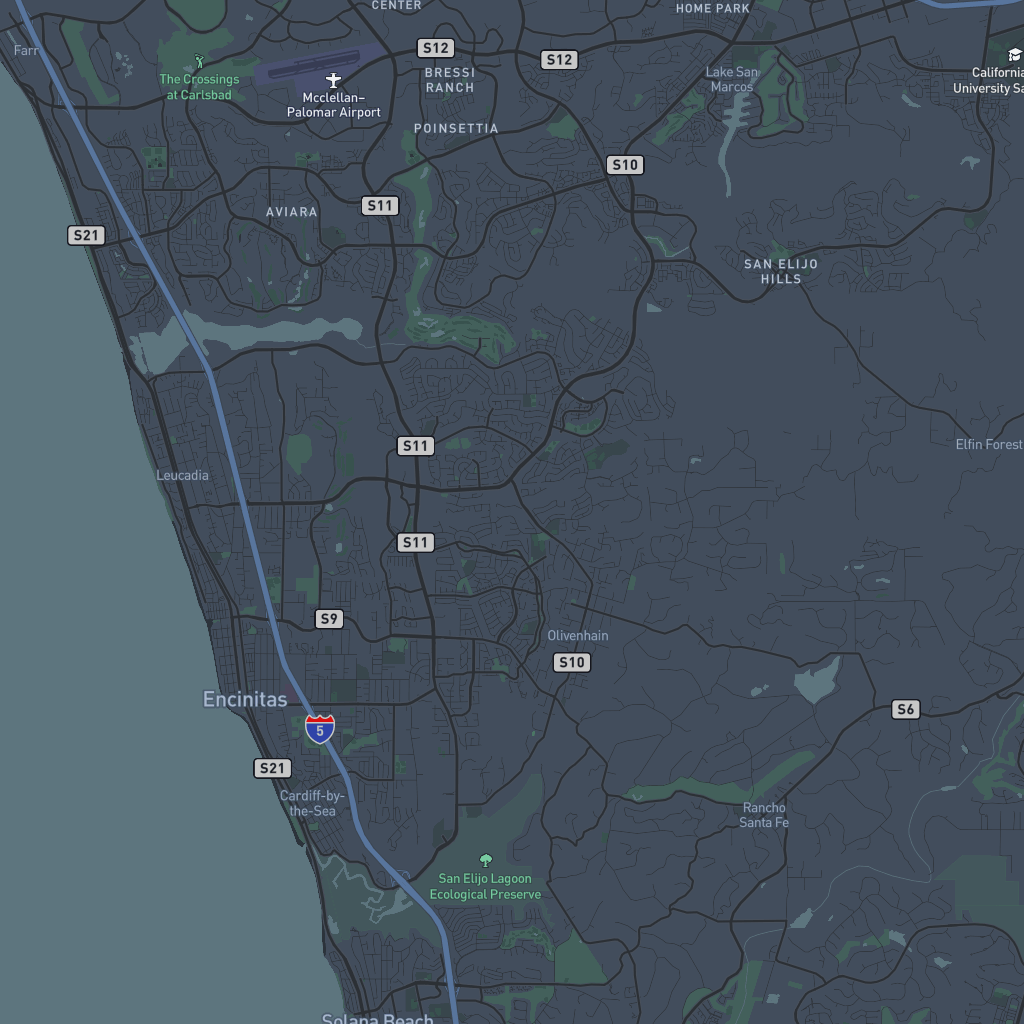 CENTER
HOME PARK
Farr
S12
S12
The Crossings
at Carlsbad
BRESSI
RANCH
Lake San
Marcos
California
University Sa
Mcclellan–
Palomar Airport
POINSETTIA
S10
S11
AVIARA
S21
SAN ELIJO
HILLS
S11
Elfin Forest
Leucadia
S11
S9
Olivenhain
S10
Encinitas
S6
5
S21
Cardiff-by-
the-Sea
Rancho
Santa Fe
San Elijo Lagoon
Ecological Preserve
Solana Beach